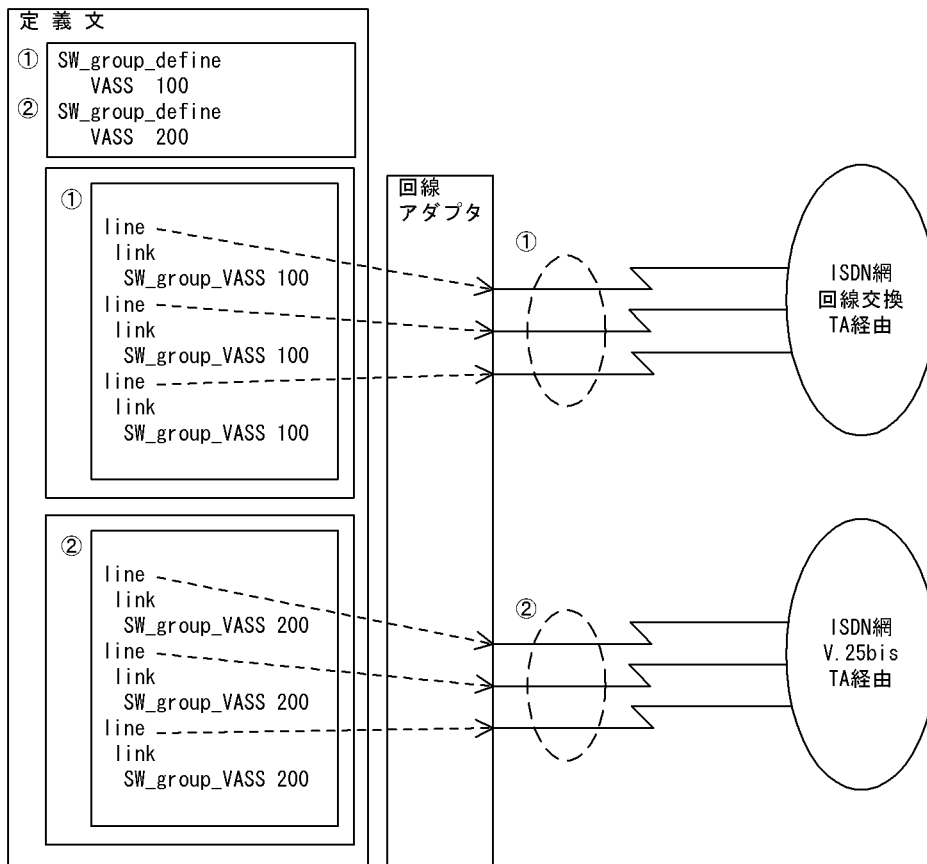 定 義 文
① SW_group_define
VASS 100
② SW_group_define
VASS 200
①
line
link
SW_group_VASS 100
line
link
SW_group_VASS 100
line
link
SW_group_VASS 100
②
line
link
SW_group_VASS 200
line
link
SW_group_VASS 200
line
link
SW_group_VASS 200
回線
アダプタ
①
②
ISDN網
回線交換
TA経由
ISDN網
V.25bis
TA経由